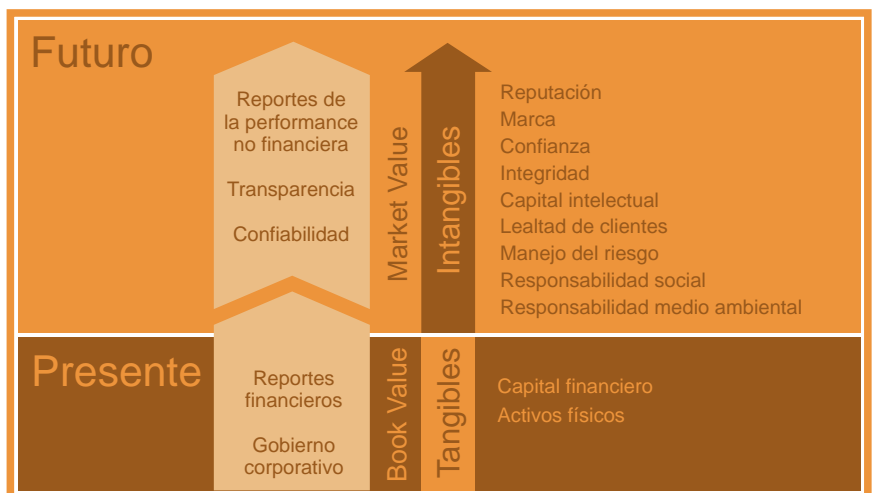 Futuro
Reportes de
la performance
no financiera
Transparencia
Confiabilidad
Market Value
Intangibles
Reputación
Marca
Confianza
Integridad
Capital intelectual
Lealtad de clientes
Manejo del riesgo
Responsabilidad social
Responsabilidad medio ambiental
Presente
Reportes
financieros
Gobierno
corporativo
Book Value
Tangibles
Capital financiero
Activos físicos